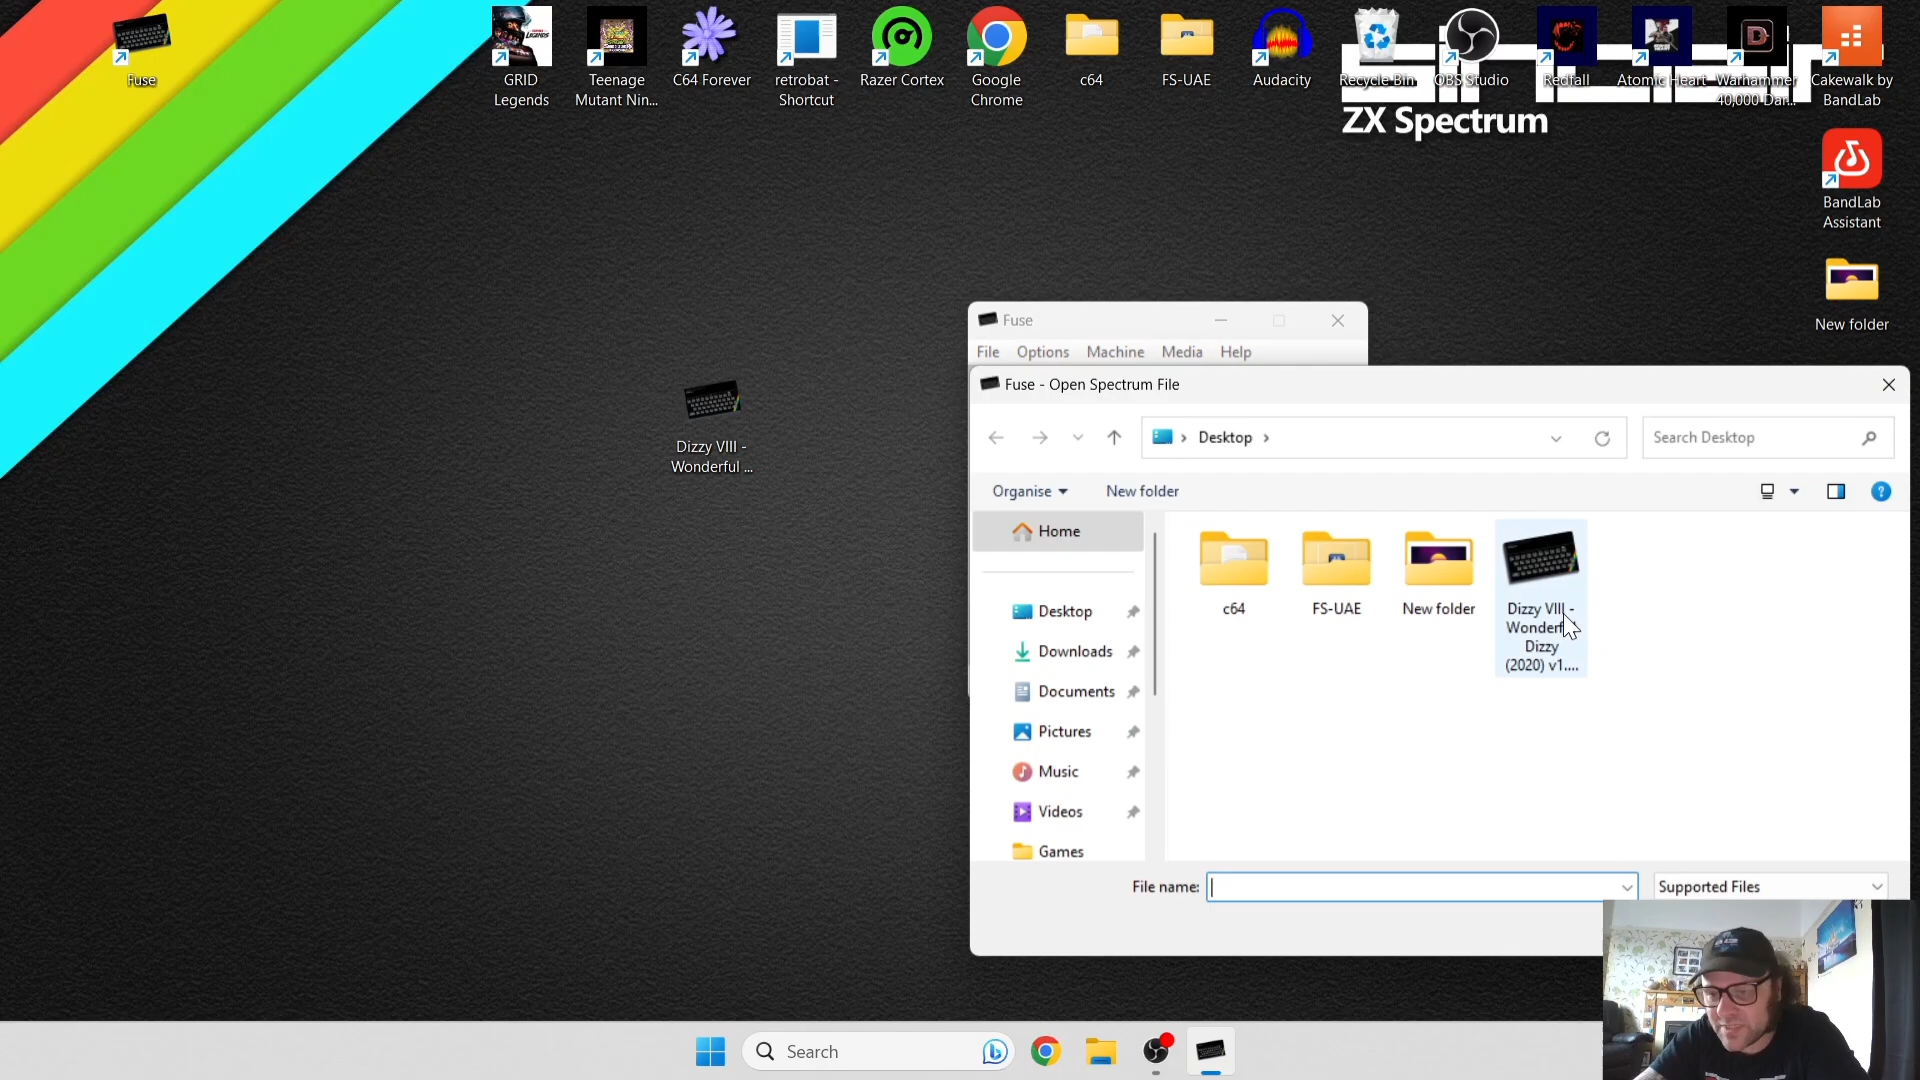 Fuse
GRID
Legends
Teenage
Mutant Nin...
C64 Forever
retrobat -
Shortcut
Razer Cortex
Google
Chrome
c64
FS-UAE
Audacity
Recycle Bin
OBS Studio
Redfall
Atomic Heart
Warhammer
40,000 Dar...
Cakewalk by
BandLab
ZX Spectrum
BandLab
Assistant
New folder
Dizzy VIII -
Wonderful ...
Fuse
File Options Machine Media Help
Fuse - Open Spectrum File
Desktop
Search Desktop
Organise
New folder
Home
Desktop
Downloads
Documents
Pictures
Music
Videos
Games
c64
FS-UAE
New folder
Dizzy VIII -
Wonderf
Dizzy
(2020) v1....
File name:
Supported Files
Search